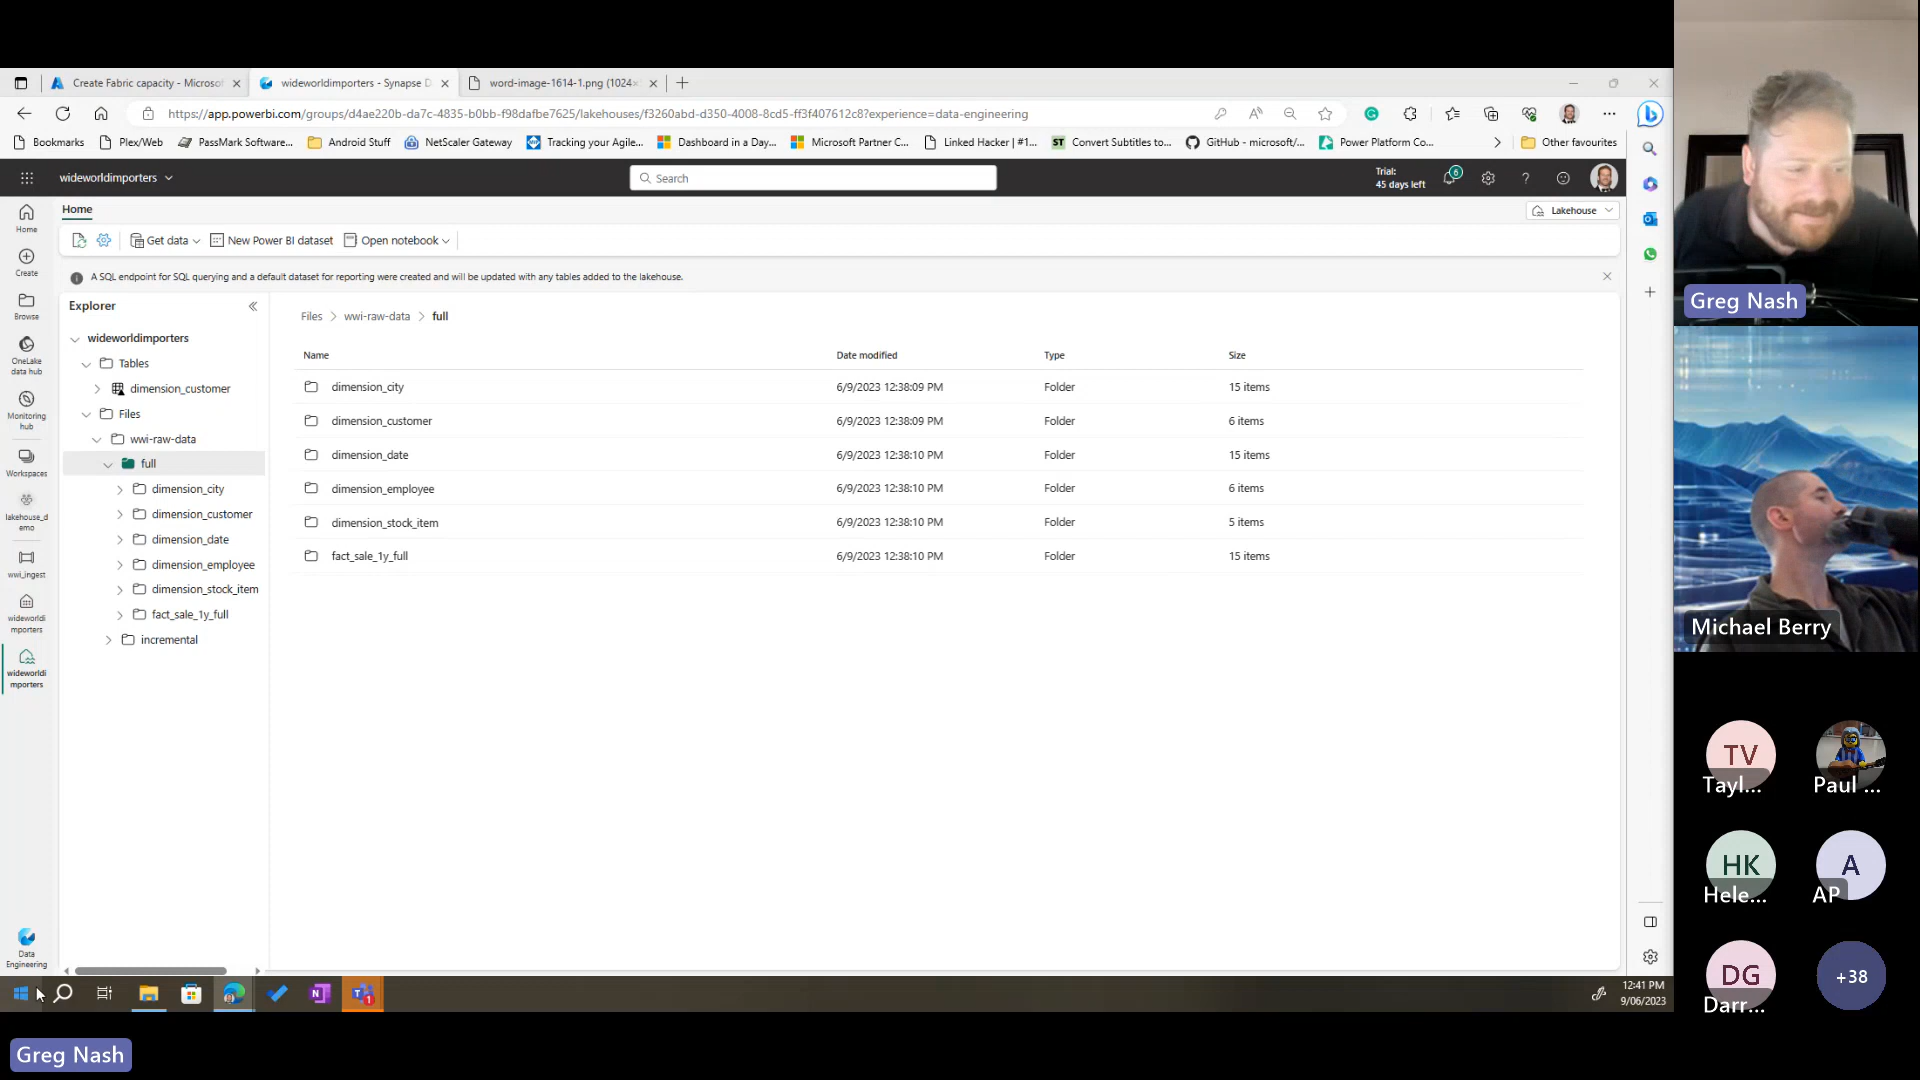 Create Fabric capacity - Microsof
wideworldimporters - Synapse D
word-image-1614-1.png (1024×
https://app.powerbi.com/groups/d4ae220b-da7c-4835-b0bb-f98dafbe7625/lakehouses/f3260abd-d350-4008-8cd5-ff3f407612c8?experience=data-engineering
Bookmarks
Plex/Web
PassMark Software...
Android Stuff
NetScaler Gateway
Tracking your Agile...
Dashboard in a Day...
Microsoft Partner C...
Linked Hacker | #1...
ST
Convert Subtitles to...
GitHub - microsoft/...
Power Platform Co...
Other favourites
wideworldimporters
Search
Trial:
45 days left
6
?
Home
Lakehouse
Get data
New Power BI dataset
Open notebook
A SQL endpoint for SQL querying and a default dataset for reporting were created and will be updated with any tables added to the lakehouse.
Home
Create
Browse
OneLake
data hub
Monitoring
hub
Workspaces
lakehouse_d
emo
wwi_ingest
wideworldi
mporters
wideworldi
mporters
Data
Engineering
Explorer
wideworldimporters
Tables
dimension_customer
Files
wwi-raw-data
full
dimension_city
dimension_customer
dimension_date
dimension_employee
dimension_stock_item
fact_sale_1y_full
incremental
Files > wwi-raw-data > full
Name Date modified Type Size
dimension_city 6/9/2023 12:38:09 PM Folder 15 items
dimension_customer 6/9/2023 12:38:09 PM Folder 6 items
dimension_date 6/9/2023 12:38:10 PM Folder 15 items
dimension_employee 6/9/2023 12:38:10 PM Folder 6 items
dimension_stock_item 6/9/2023 12:38:10 PM Folder 5 items
fact_sale_1y_full 6/9/2023 12:38:10 PM Folder 15 items
12:41 PM
9/06/2023
Greg Nash
Greg Nash
Michael Berry
TV
Tayl...
Paul ...
HK
Hele...
A
AP
DG
Darr...
+38